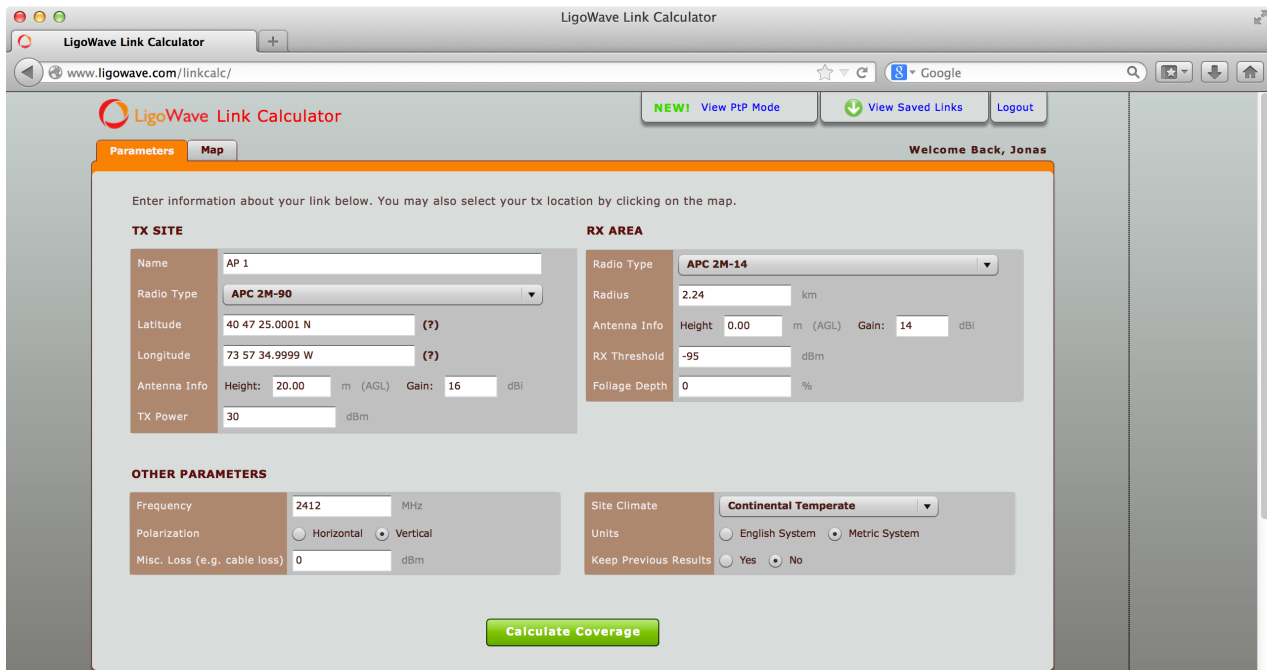 LigoWave Link Calculator
LigoWave Link Calculator +
www.ligowave.com/linkcalc/ 8 Google
LigoWave Link Calculator NEW! View PtP Mode View Saved Links Logout
Parameters Map Welcome Back, Jonas
Enter information about your link below. You may also select your tx location by clicking on the map.
TX SITE
Name AP 1
Radio Type APC 2M-90
Latitude 40 47 25.0001 N (?)
Longitude 73 57 34.9999 W (?)
Antenna Info Height: 20.00 m (AGL) Gain: 16 dBi
TX Power 30 dBm
RX AREA
Radio Type APC 2M-14
Radius 2.24 km
Antenna Info Height 0.00 m (AGL) Gain: 14 dBi
RX Threshold -95 dBm
Foliage Depth 0 %
OTHER PARAMETERS
Frequency 2412 MHz
Polarization Horizontal Vertical
Misc. Loss (e.g. cable loss) 0 dBm
Site Climate Continental Temperate
Units English System Metric System
Keep Previous Results Yes No
Calculate Coverage